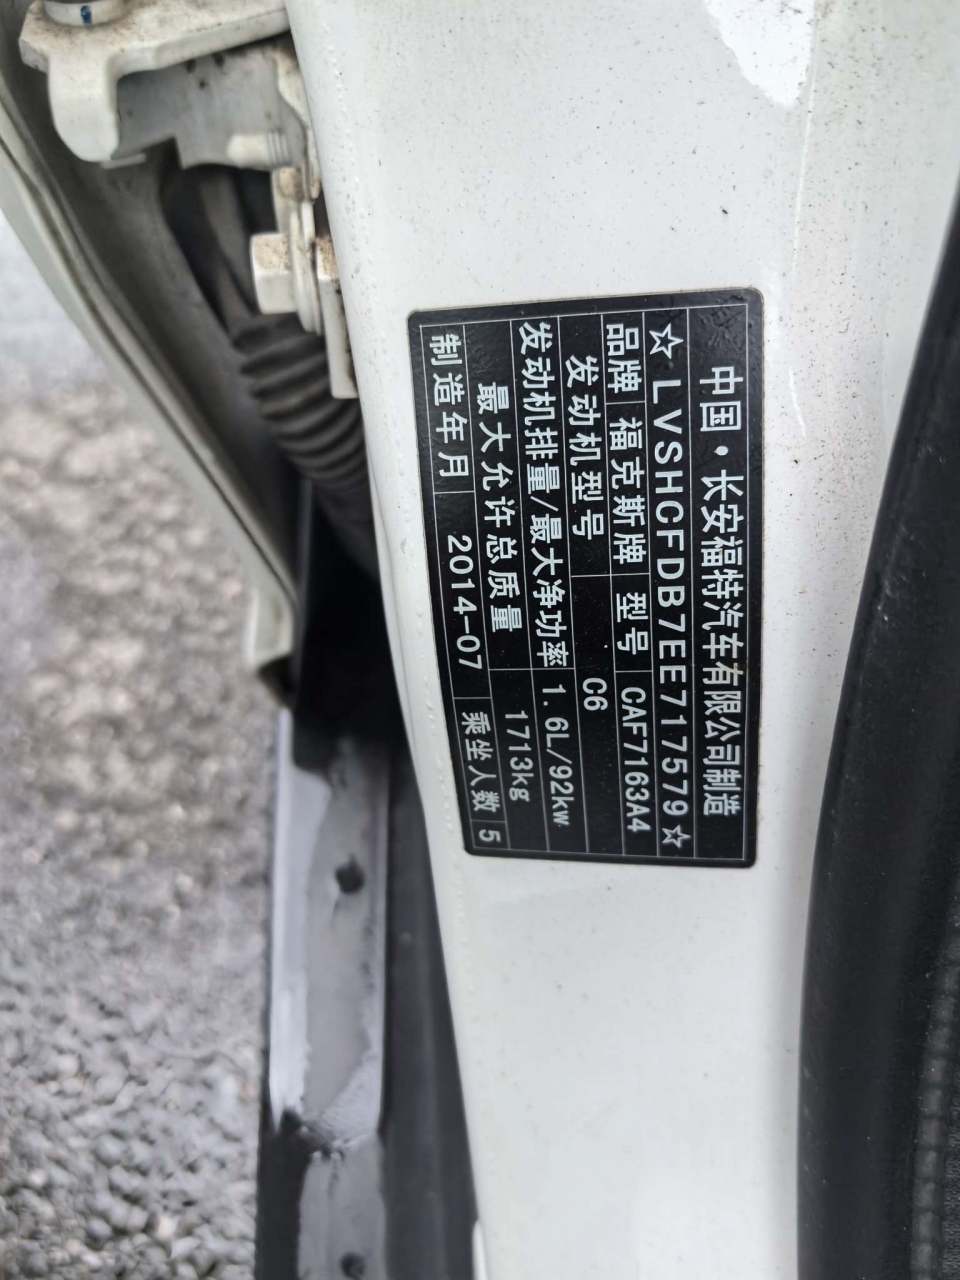 中国·长安福特汽车有限公司制造
☆LVSHCFDB7EE717579☆
品牌 福克斯牌 型号 CAF7163A4
发动机型号 C6
发动机排量/最大净功率 1.6L/92kw
最大允许总质量 1713kg
制造年月 2014-07 乘坐人数 5